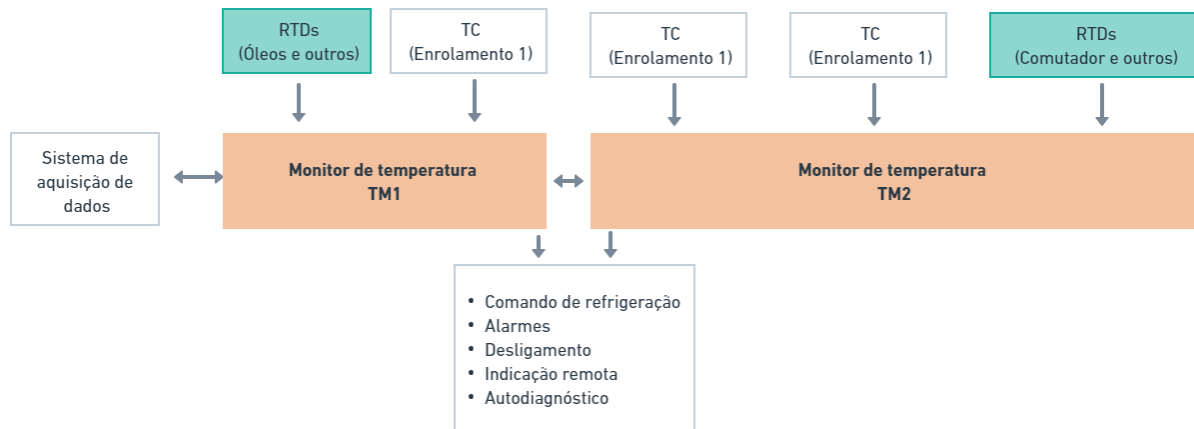 RTDs
(Óleos e outros)
TC
(Enrolamento 1)
TC
(Enrolamento 1)
TC
(Enrolamento 1)
RTDs
(Comutador e outros)
Sistema de
aquisição de
dados
Monitor de temperatura
TM1
Monitor de temperatura
TM2
• Comando de refrigeração
• Alarmes
• Desligamento
• Indicação remota
• Autodiagnóstico